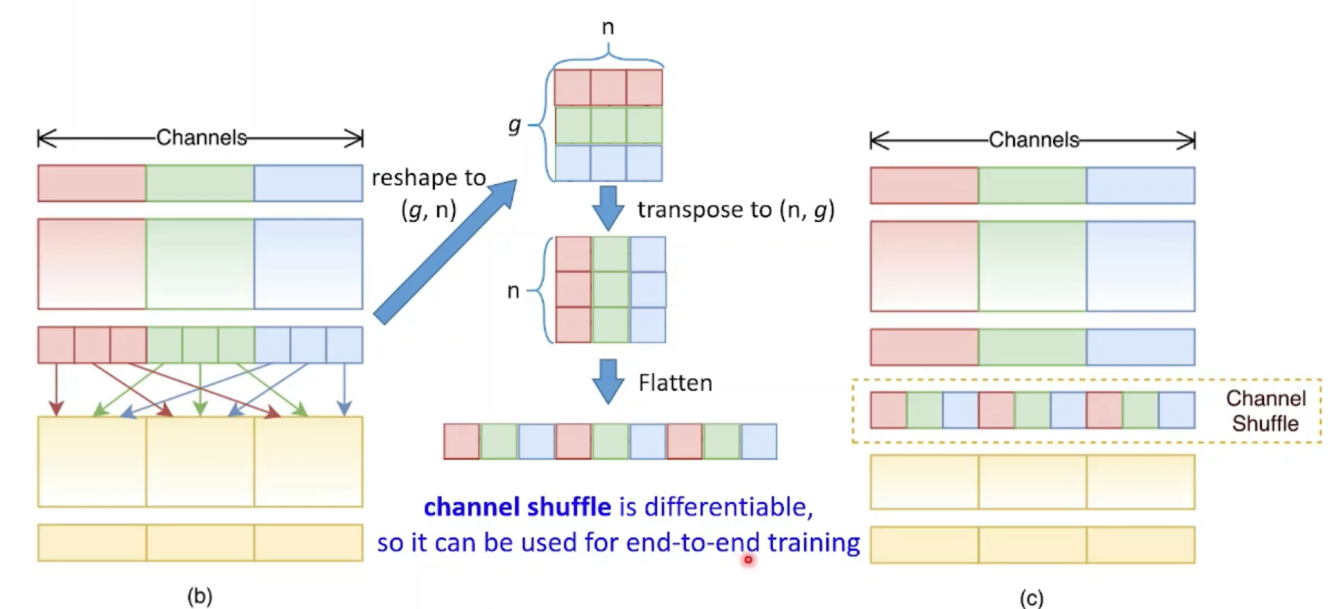 n
g
Channels
reshape to
(g, n)
transpose to (n, g)
n
Flatten
channel shuffle is differentiable,
so it can be used for end-to-end training
(b)
Channels
Channel
Shuffle
(c)